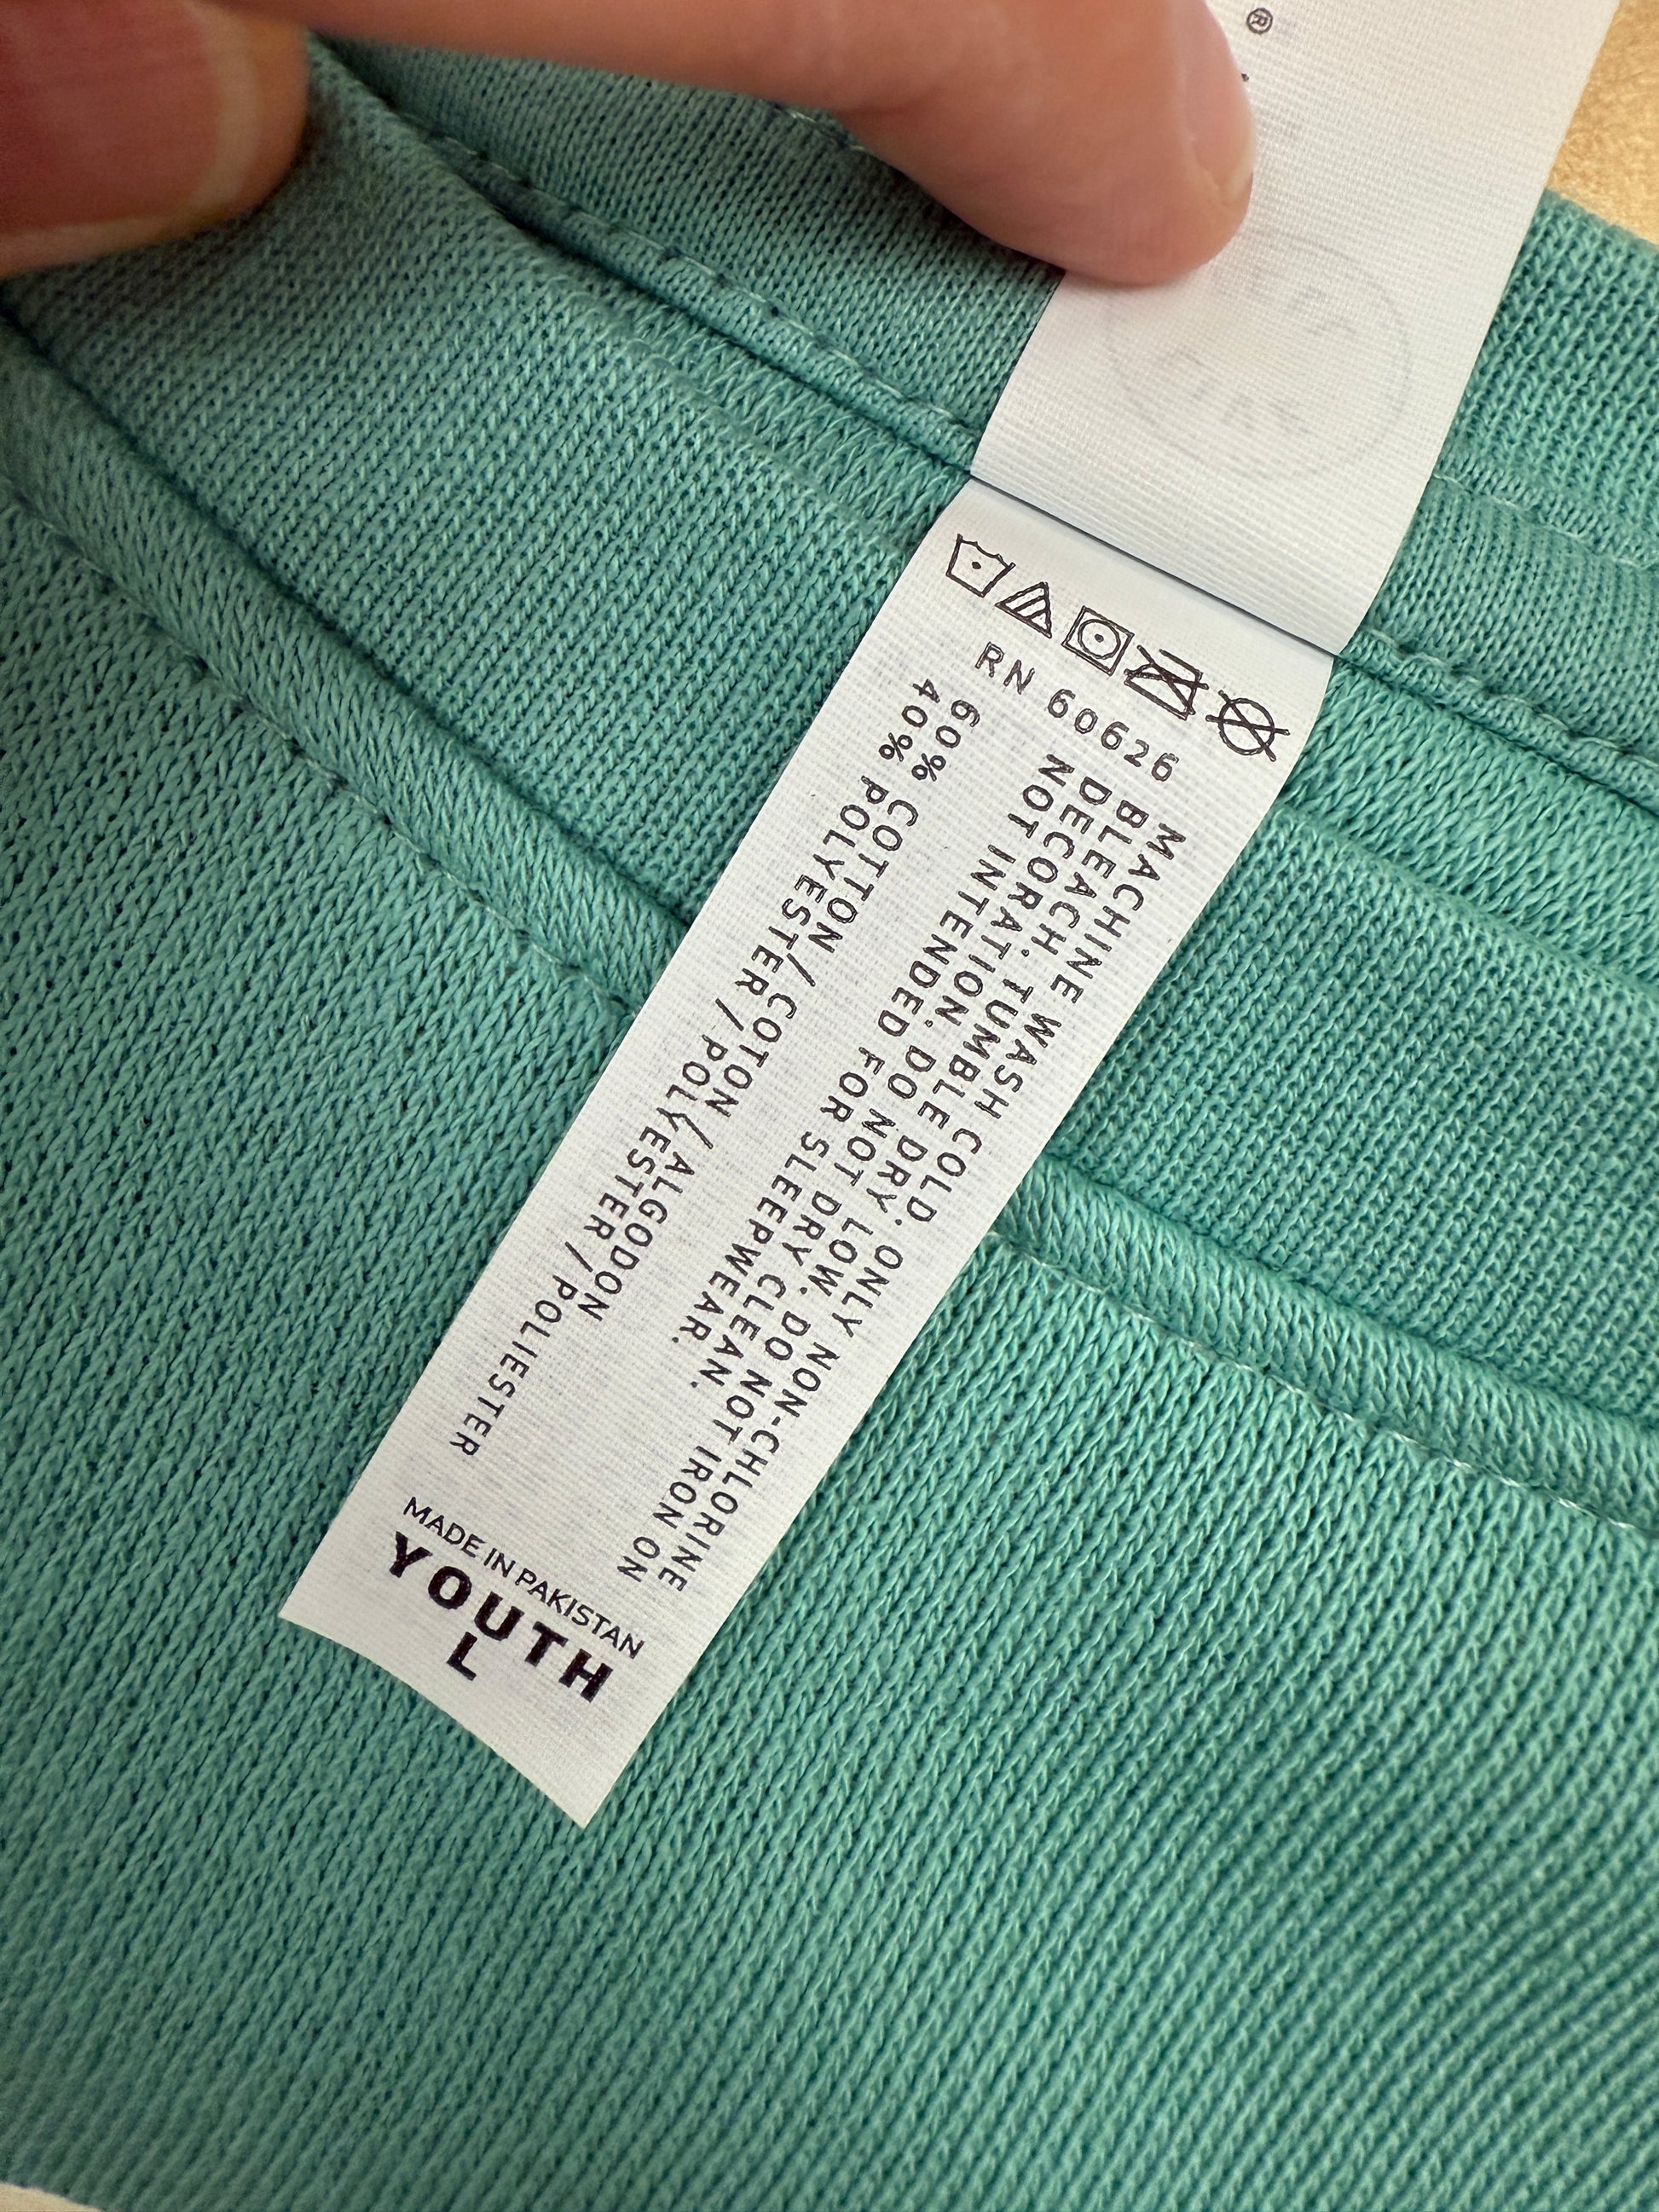 ®
RN 60626
MACHINE WASH COLD. ONLY NON-CHLORINE
BLEACH. TUMBLE DRY LOW. DO NOT IRON ON
DECORATION. DO NOT DRY CLEAN.
NOT INTENDED FOR SLEEPWEAR.
60% COTTON/COTON/ALGODON
40% POLYESTER/POLYESTER/POLIESTER
MADE IN PAKISTAN
YOUTH
L